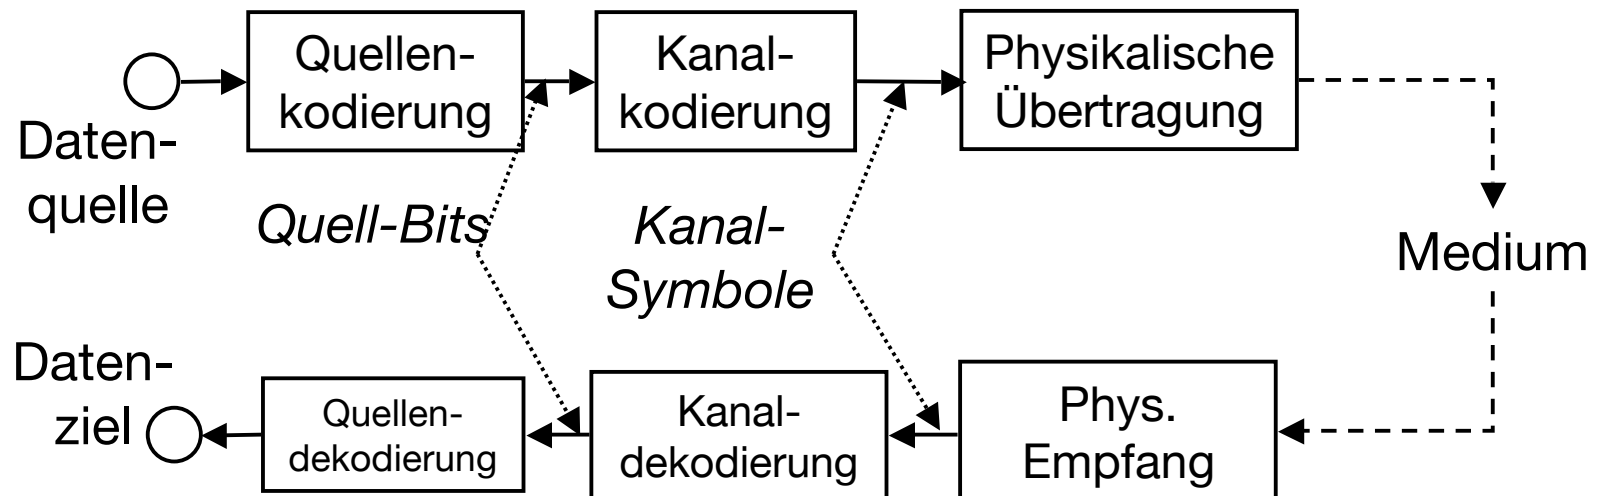 Daten-
quelle
Quellen-
kodierung
Kanal-
kodierung
Physikalische
Übertragung
Quell-Bits
Kanal-
Symbole
Medium
Daten-
ziel
Quellen-
dekodierung
Kanal-
dekodierung
Phys.
Empfang